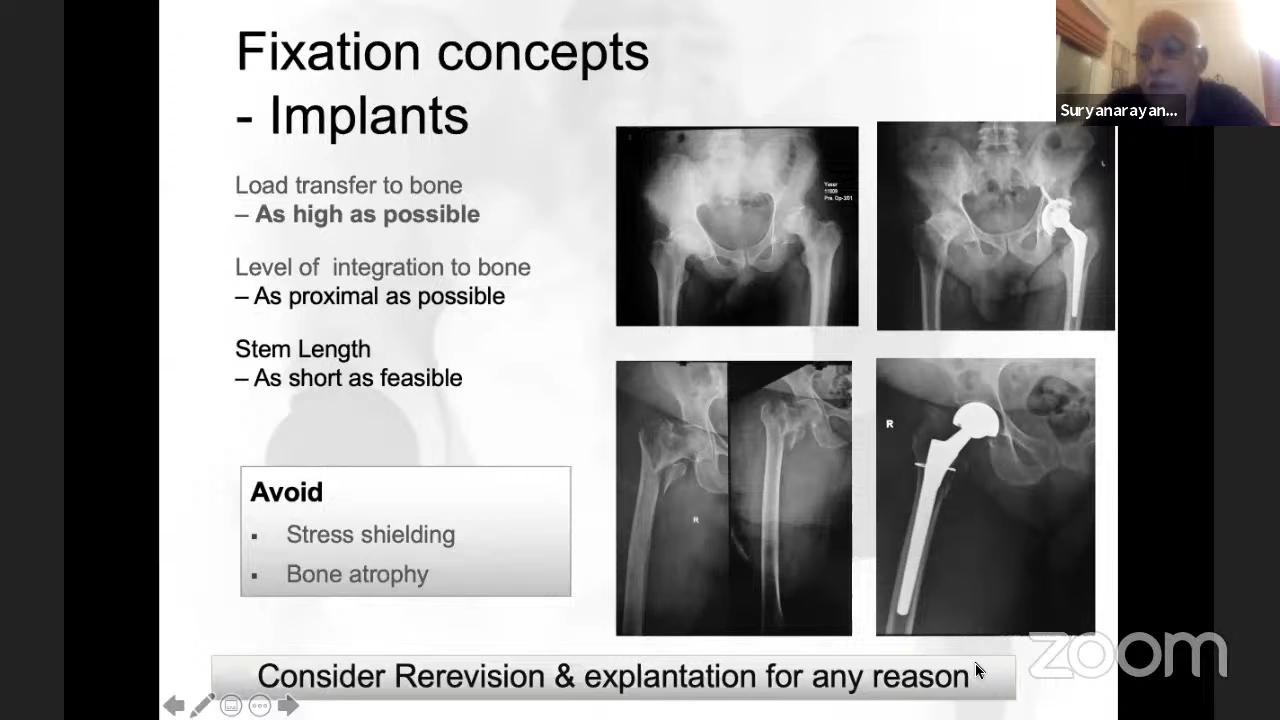 Fixation concepts
- Implants
Load transfer to bone
– As high as possible
Level of integration to bone
– As proximal as possible
Stem Length
– As short as feasible
Avoid
▪ Stress shielding
▪ Bone atrophy
Consider Rerevision & explantation for any reason
Suryanarayan...
L
R
R
zoom